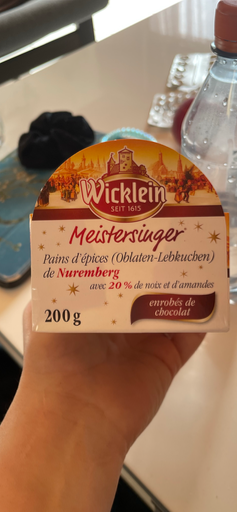 Wicklein
SEIT 1615
Meistersinger
Pains d'épices (Oblaten-Lebkuchen)
de Nuremberg
avec 20 % de noix et d'amandes
enrobés de
chocolat
200 g